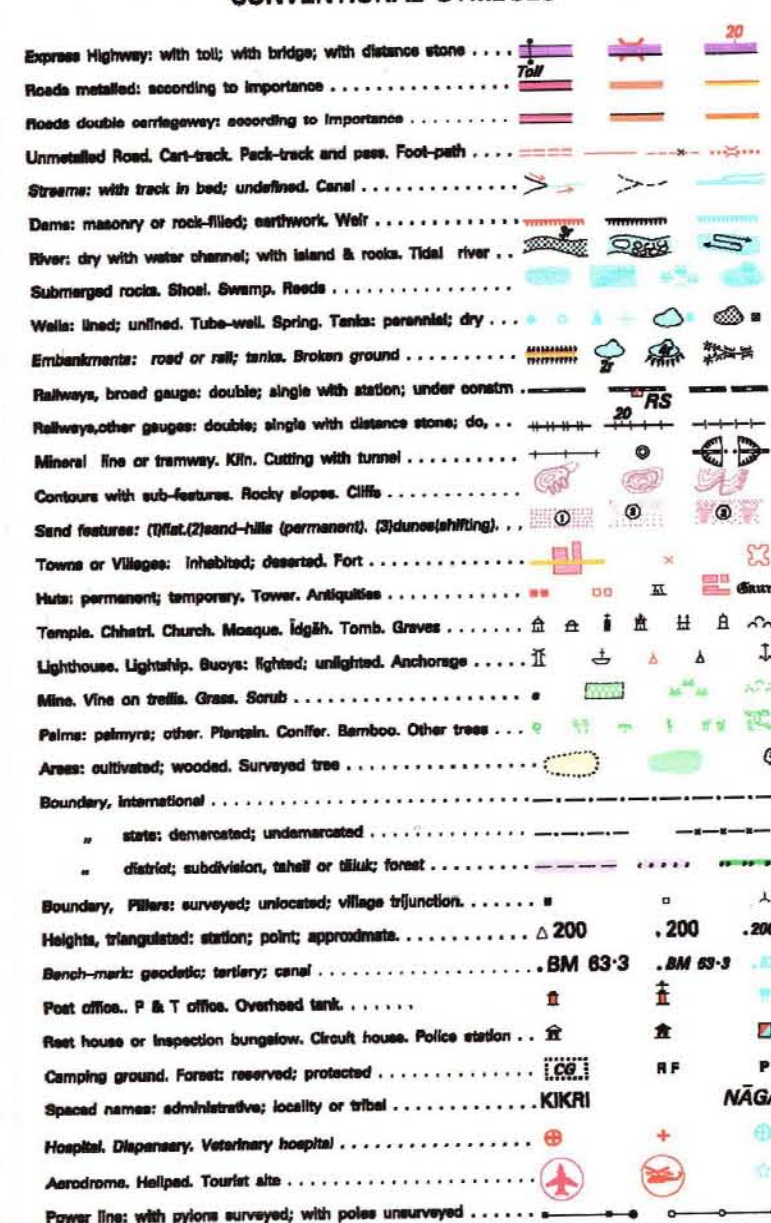 CONVENTIONAL SYMBOLS
20
Express Highway: with toll; with bridge; with distance stone ....
Toll
Roads metalled: according to importance ..................
Roads double carriageway: according to importance ..........
Unmetalled Road. Cart-track. Pack-track and pass. Foot-path ....
Streams: with track in bed; undefined. Canal ...............
Dams: masonry or rock-filled; earthwork. Weir ..............
River: dry with water channel; with island & rocks. Tidal river ..
Submerged rocks. Shoal. Swamp. Reeds ..................
Wells: lined; unlined. Tube-well. Spring. Tanks: perennial; dry ...
Embankments: road or rail; tanks. Broken ground ..........
Railways, broad gauge: double; single with station; under constrn .
RS
20
Railways,other gauges: double; single with distance stone; do, ..
Mineral line or tramway. Kiln. Cutting with tunnel ..........
Contours with sub-features. Rocky slopes. Cliffs ............
Sand features: (1)flat.(2)sand-hills (permanent). (3)dunes(shifting). ..
1 2 3
Towns or Villages: inhabited; deserted. Fort ...............
Huts: permanent; temporary. Tower. Antiquities .............
Temple. Chhatri. Church. Mosque. Īdgāh. Tomb. Graves .......
Lighthouse. Lightship. Buoys: lighted; unlighted. Anchorage .....
Mine. Vine on trellis. Grass. Scrub ......................
Palms: palmyra; other. Plantain. Conifer. Bamboo. Other trees ...
Areas: cultivated; wooded. Surveyed tree ..................
Boundary, international ..............................
„ state: demarcated; undemarcated ................
„ district; subdivision, tahsil or tāluk; forest ..........
Boundary, Pillars: surveyed; unlocated; village trijunction.......
Heights, triangulated: station; point; approximate............ 200 .200 .200
Bench-mark: geodetic; tertiary; canal .....................BM 63·3 .BM 63·3
Post office.. P & T office. Overhead tank. ......
Rest house or Inspection bungalow. Circuit house. Police station ..
Camping ground. Forest: reserved; protected ............... CG RF P
Spaced names: administrative; locality or tribal .............KIKRI NĀGA
Hospital. Dispensary. Veterinary hospital ...................
Aerodrome. Helipad. Tourist site ........................
Power line: with pylons surveyed; with poles unsurveyed ......